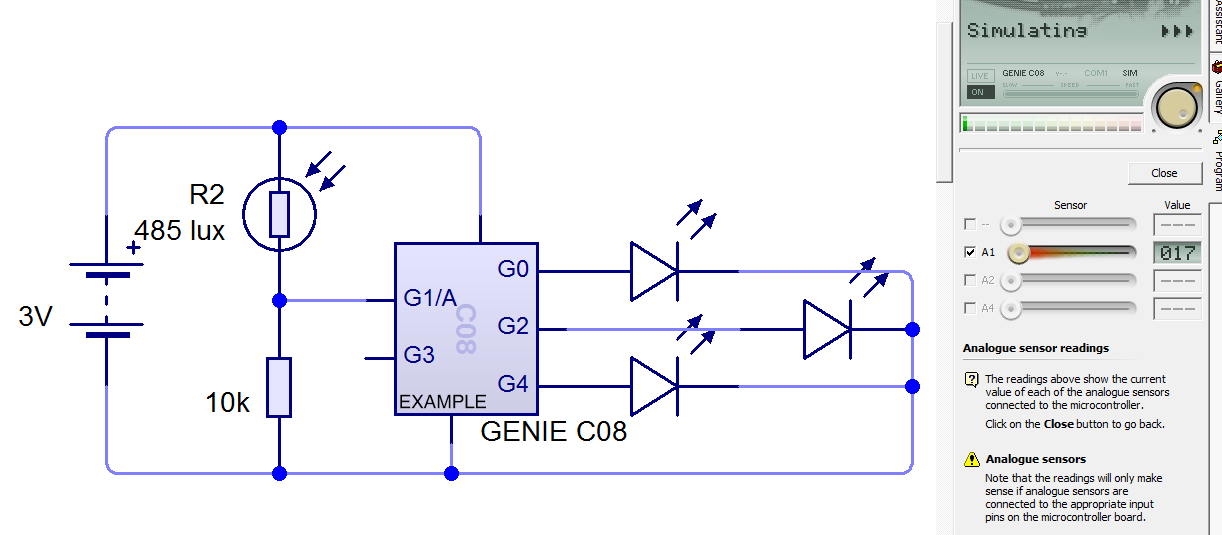 Simulating
LIVE GENIE C08 v-.- COM1 SIM
ON SLOW SPEED FAST
Assistant
Gallery
Program
Close
Sensor Value
-- ---
A1 017
A2 ---
A4 ---
Analogue sensor readings
The readings above show the current
value of each of the analogue sensors
connected to the microcontroller.
Click on the Close button to go back.
Analogue sensors
Note that the readings will only make
sense if analogue sensors are
connected to the appropriate input
pins on the microcontroller board.
R2
485 lux
+
3V
10k
G0
G1/A
G2
G3
G4
C08
EXAMPLE
GENIE C08